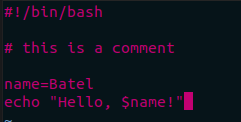 #!/bin/bash
# this is a comment
name=Batel
echo "Hello, $name!"
~